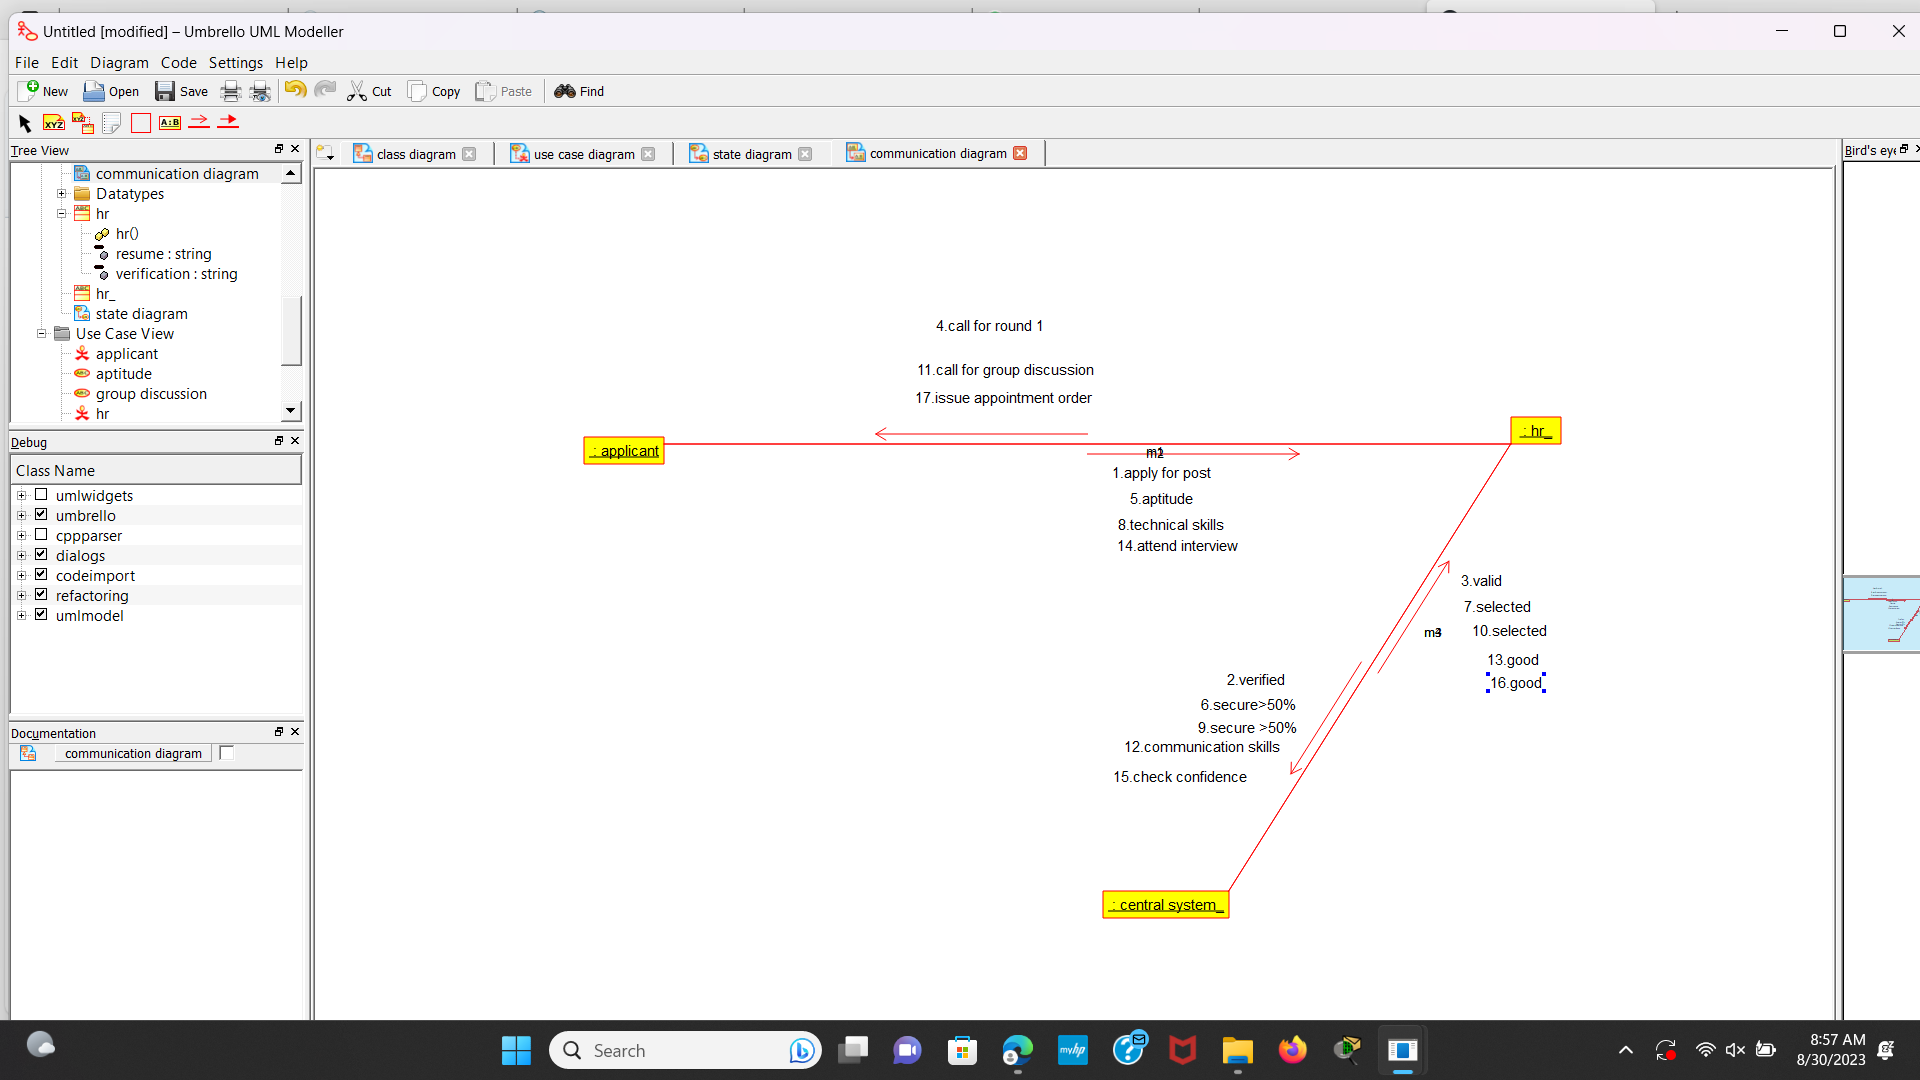 Untitled [modified] – Umbrello UML Modeller
File Edit Diagram Code Settings Help
New Open Save Cut Copy Paste Find
XYZ A:B
Tree View
class diagram use case diagram state diagram communication diagram
Bird's eye
communication diagram
Datatypes
hr
hr()
resume : string
verification : string
hr_
state diagram
Use Case View
applicant
aptitude
group discussion
hr
Debug
Class Name
umlwidgets
umbrello
cppparser
dialogs
codeimport
refactoring
umlmodel
Documentation
communication diagram
4.call for round 1
11.call for group discussion
17.issue appointment order
: applicant
: hr_
1.apply for post
5.aptitude
8.technical skills
14.attend interview
3.valid
7.selected
10.selected
13.good
16.good
2.verified
6.secure>50%
9.secure >50%
12.communication skills
15.check confidence
: central system_
Search
myhp
8:57 AM
8/30/2023